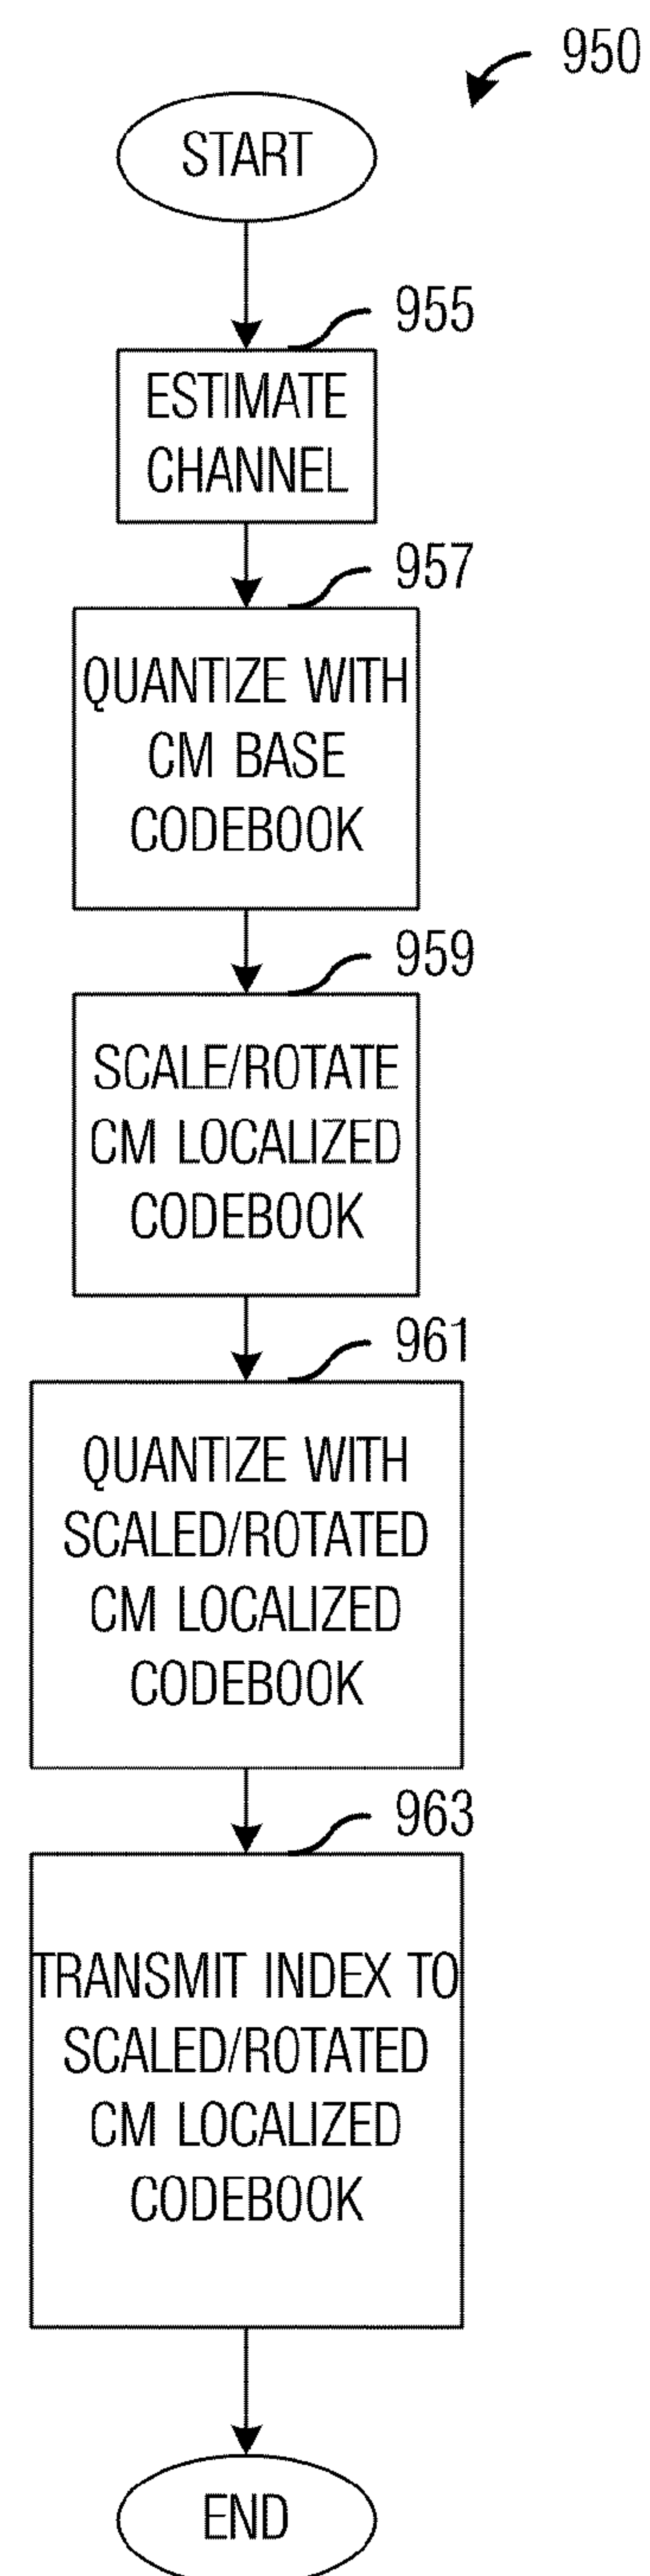 950
START
955
ESTIMATE
CHANNEL
957
QUANTIZE WITH
CM BASE
CODEBOOK
959
SCALE/ROTATE
CM LOCALIZED
CODEBOOK
961
QUANTIZE WITH
SCALED/ROTATED
CM LOCALIZED
CODEBOOK
963
TRANSMIT INDEX TO
SCALED/ROTATED
CM LOCALIZED
CODEBOOK
END